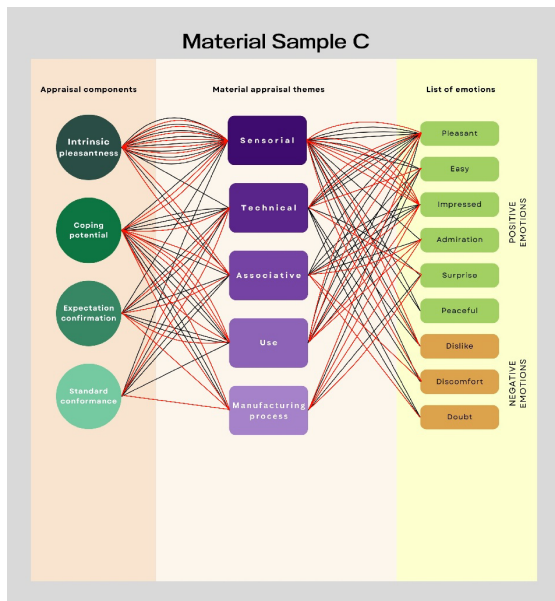 Material Sample C
Appraisal components
Material appraisal themes
List of emotions
Intrinsic
pleasantness
Coping
potential
Expectation
confirmation
Standard
conformance
Sensorial
Technical
Associative
Use
Manufacturing
process
Pleasant
Easy
Impressed
Admiration
Surprise
Peaceful
Dislike
Discomfort
Doubt
POSITIVE
EMOTIONS
NEGATIVE
EMOTIONS